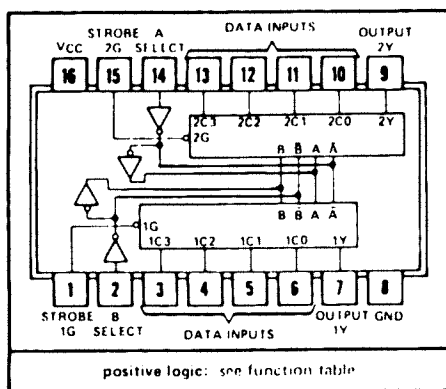 STROBE A DATA INPUTS OUTPUT
VCC 2G SELECT 2Y
16 15 14 13 12 11 10 9
2C3 2C2 2C1 2C0 2Y
2G
B B̄ A Ā
B B̄ A Ā
1G
1C3 1C2 1C1 1C0 1Y
1 2 3 4 5 6 7 8
STROBE B DATA INPUTS OUTPUT GND
1G SELECT 1Y
positive logic: see function table